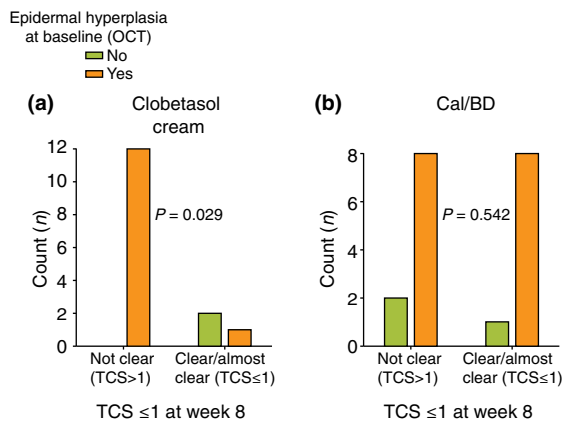 Epidermal hyperplasia
at baseline (OCT)
No
Yes
(a)
Clobetasol
cream
12
10
8
6
4
2
0
Count (n)
P = 0.029
Not clear
(TCS>1)
Clear/almost
clear (TCS≤1)
TCS ≤1 at week 8
(b)
Cal/BD
8
6
4
2
0
Count (n)
P = 0.542
Not clear
(TCS>1)
Clear/almost
clear (TCS≤1)
TCS ≤1 at week 8